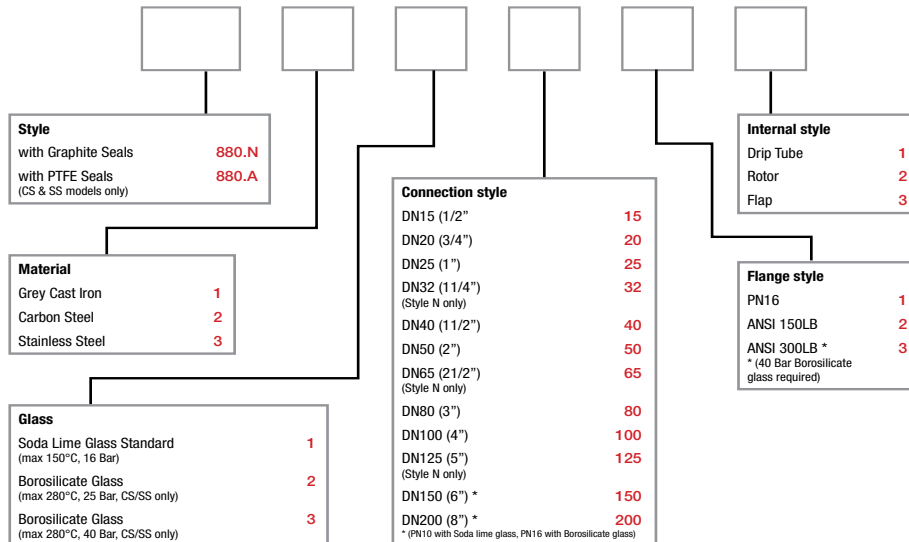 Style
with Graphite Seals 880.N
with PTFE Seals 880.A
(CS & SS models only)
Material
Grey Cast Iron 1
Carbon Steel 2
Stainless Steel 3
Glass
Soda Lime Glass Standard 1
(max 150°C, 16 Bar)
Borosilicate Glass 2
(max 280°C, 25 Bar, CS/SS only)
Borosilicate Glass 3
(max 280°C, 40 Bar, CS/SS only)
Connection style
DN15 (1/2” 15
DN20 (3/4”) 20
DN25 (1”) 25
DN32 (11/4”) 32
(Style N only)
DN40 (11/2”) 40
DN50 (2”) 50
DN65 (21/2”) 65
(Style N only)
DN80 (3”) 80
DN100 (4”) 100
DN125 (5”) 125
(Style N only)
DN150 (6”) * 150
DN200 (8”) * 200
* (PN10 with Soda lime glass, PN16 with Borosilicate glass)
Internal style
Drip Tube 1
Rotor 2
Flap 3
Flange style
PN16 1
ANSI 150LB 2
ANSI 300LB * 3
* (40 Bar Borosilicate
glass required)